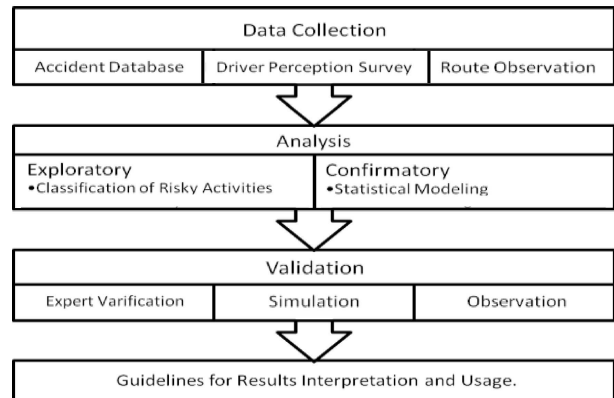 Data Collection
Accident Database Driver Perception Survey Route Observation
Analysis
Exploratory Confirmatory
•Classification of Risky Activities •Statistical Modeling
Validation
Expert Varification Simulation Observation
Guidelines for Results Interpretation and Usage.